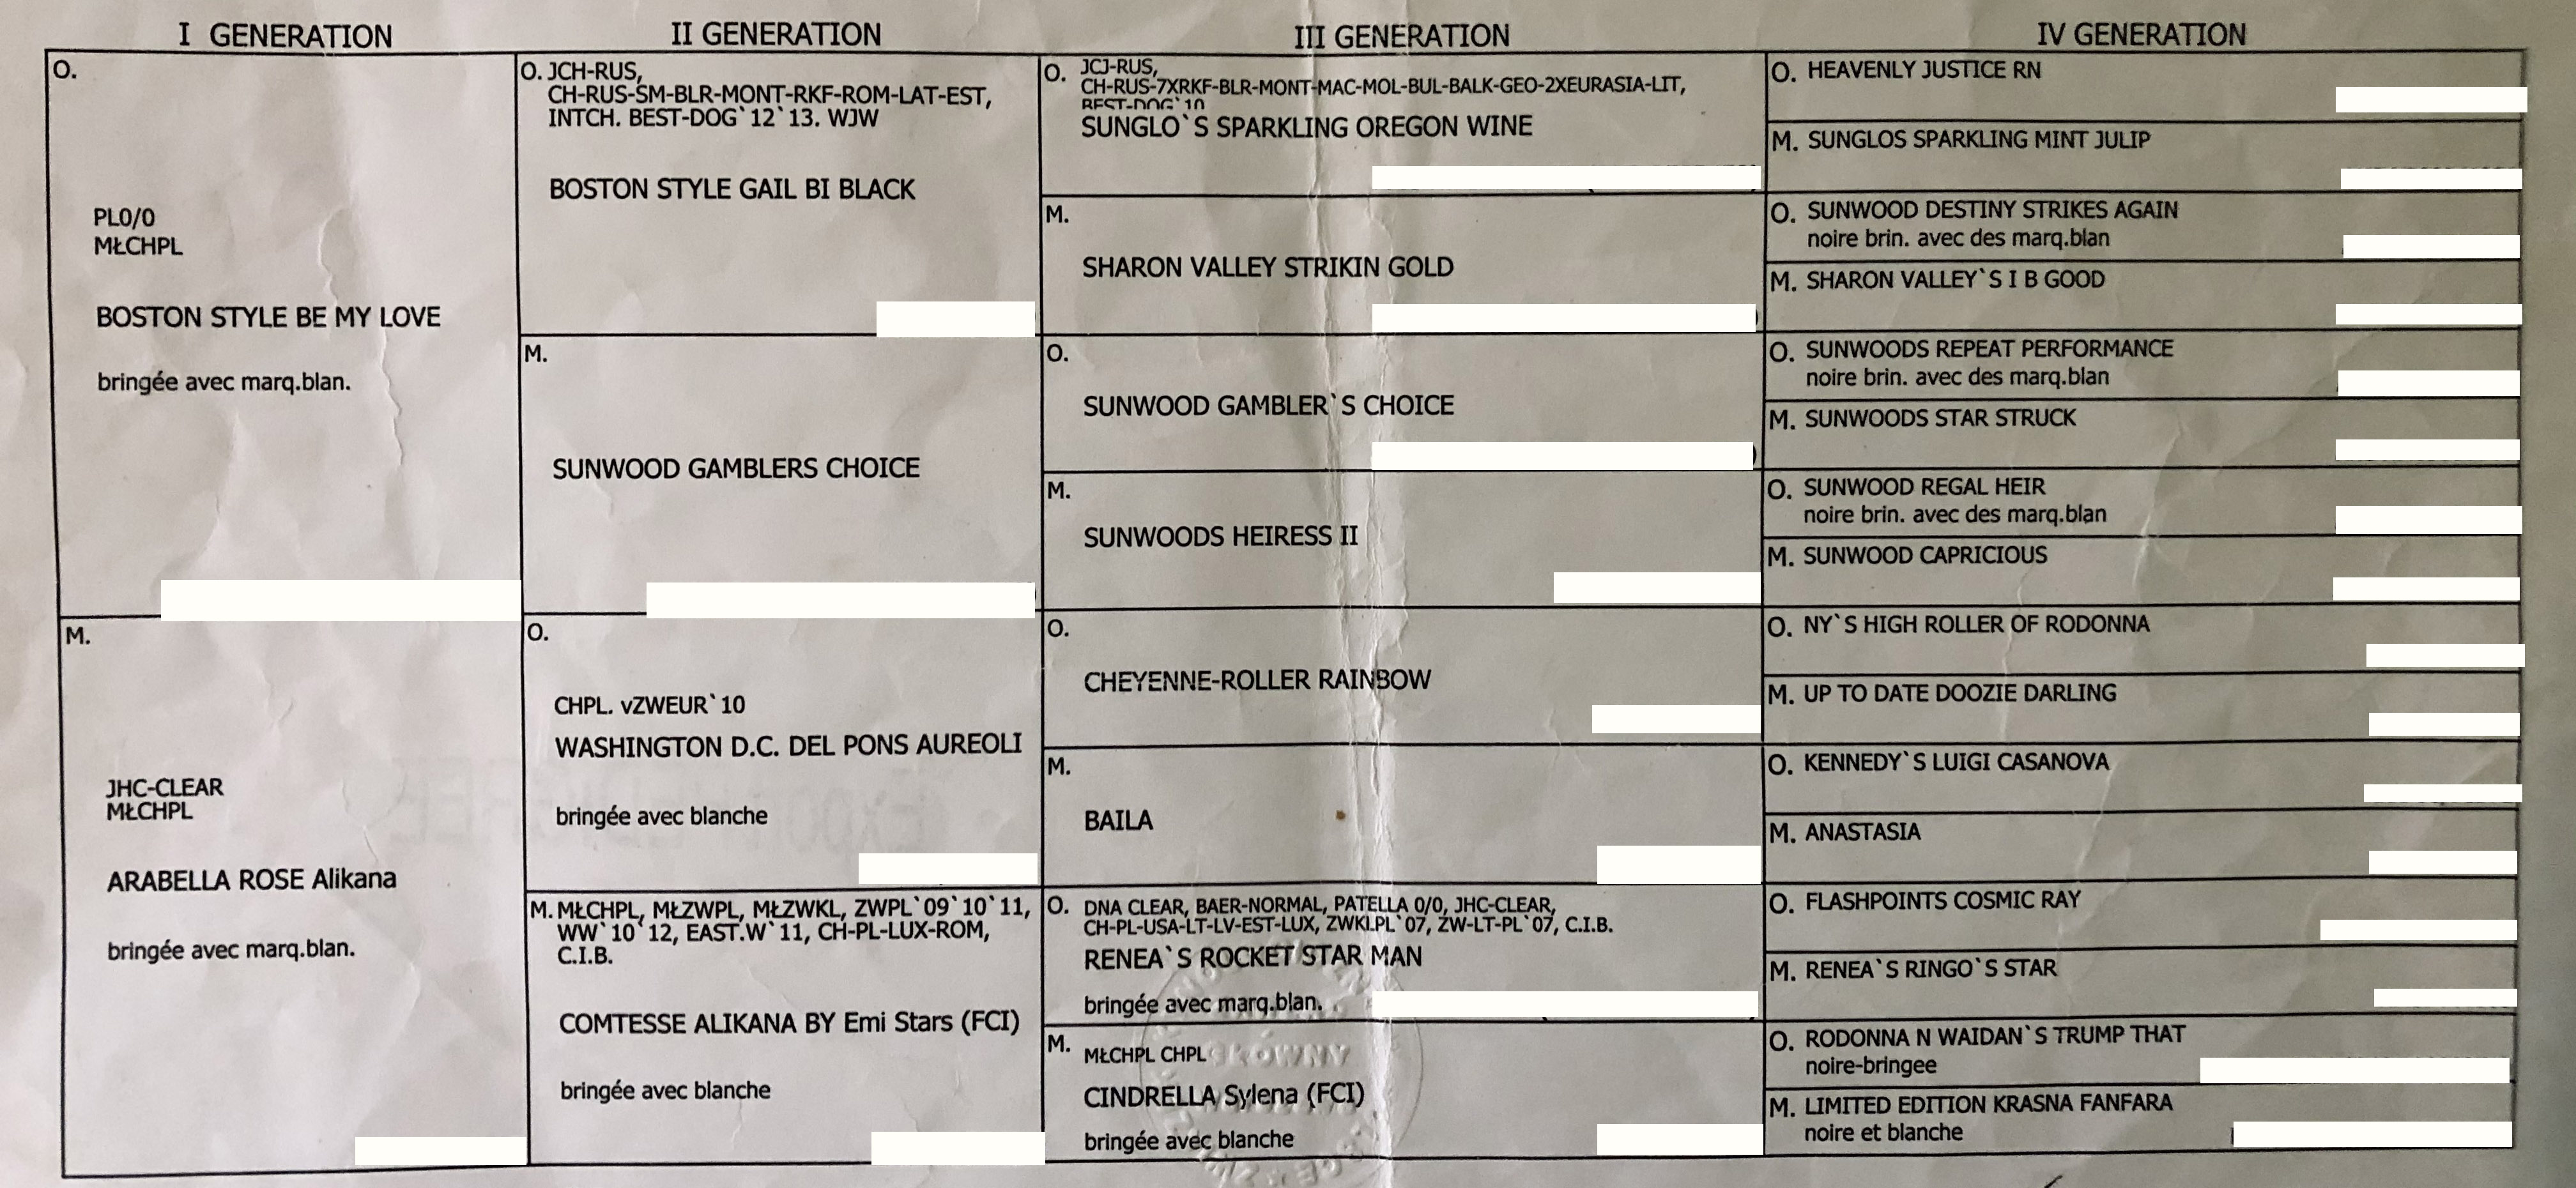 I GENERATION
II GENERATION
III GENERATION
IV GENERATION
O.
PL0/0
MŁCHPL
BOSTON STYLE BE MY LOVE
bringée avec marq.blan.
M.
JHC-CLEAR
MŁCHPL
ARABELLA ROSE Alikana
bringée avec marq.blan.
O. JCH-RUS,
CH-RUS-SM-BLR-MONT-RKF-ROM-LAT-EST,
INTCH. BEST-DOG`12`13. WJW
BOSTON STYLE GAIL BI BLACK
M.
SUNWOOD GAMBLERS CHOICE
O.
CHPL. vZWEUR`10
WASHINGTON D.C. DEL PONS AUREOLI
bringée avec blanche
M. MŁCHPL, MŁZWPL, MŁZWKL, ZWPL`09`10`11,
WW`10`12, EAST.W`11, CH-PL-LUX-ROM,
C.I.B.
COMTESSE ALIKANA BY Emi Stars (FCI)
bringée avec blanche
O. JCJ-RUS,
CH-RUS-7XRKF-BLR-MONT-MAC-MOL-BUL-BALK-GEO-2XEURASIA-LIT,
BEST-DOG`10
SUNGLO`S SPARKLING OREGON WINE
M.
SHARON VALLEY STRIKIN GOLD
O.
SUNWOOD GAMBLER`S CHOICE
M.
SUNWOODS HEIRESS II
O.
CHEYENNE-ROLLER RAINBOW
M.
BAILA
O. DNA CLEAR, BAER-NORMAL, PATELLA 0/0, JHC-CLEAR,
CH-PL-USA-LT-LV-EST-LUX, ZWKLPL`07, ZW-LT-PL`07, C.I.B.
RENEA`S ROCKET STAR MAN
bringée avec marq.blan.
M. MŁCHPL CHPL
CINDRELLA Sylena (FCI)
bringée avec blanche
O. HEAVENLY JUSTICE RN
M. SUNGLOS SPARKLING MINT JULIP
O. SUNWOOD DESTINY STRIKES AGAIN
noire brin. avec des marq.blan
M. SHARON VALLEY`S I B GOOD
O. SUNWOODS REPEAT PERFORMANCE
noire brin. avec des marq.blan
M. SUNWOODS STAR STRUCK
O. SUNWOOD REGAL HEIR
noire brin. avec des marq.blan
M. SUNWOOD CAPRICIOUS
O. NY`S HIGH ROLLER OF RODONNA
M. UP TO DATE DOOZIE DARLING
O. KENNEDY`S LUIGI CASANOVA
M. ANASTASIA
O. FLASHPOINTS COSMIC RAY
M. RENEA`S RINGO`S STAR
O. RODONNA N WAIDAN`S TRUMP THAT
noire-bringee
M. LIMITED EDITION KRASNA FANFARA
noire et blanche